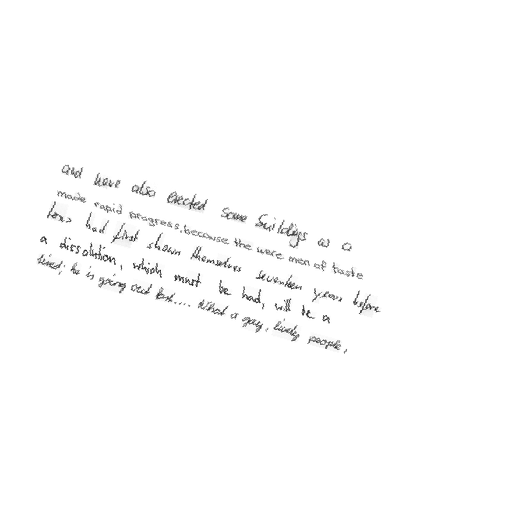 and have also erected some buildings as a
made rapid progress, because the were men of taste
had first shown themselves seventeen years before
a dissolution, which must be had, will be a
tired; he is going out But.... What a gay, lively people,